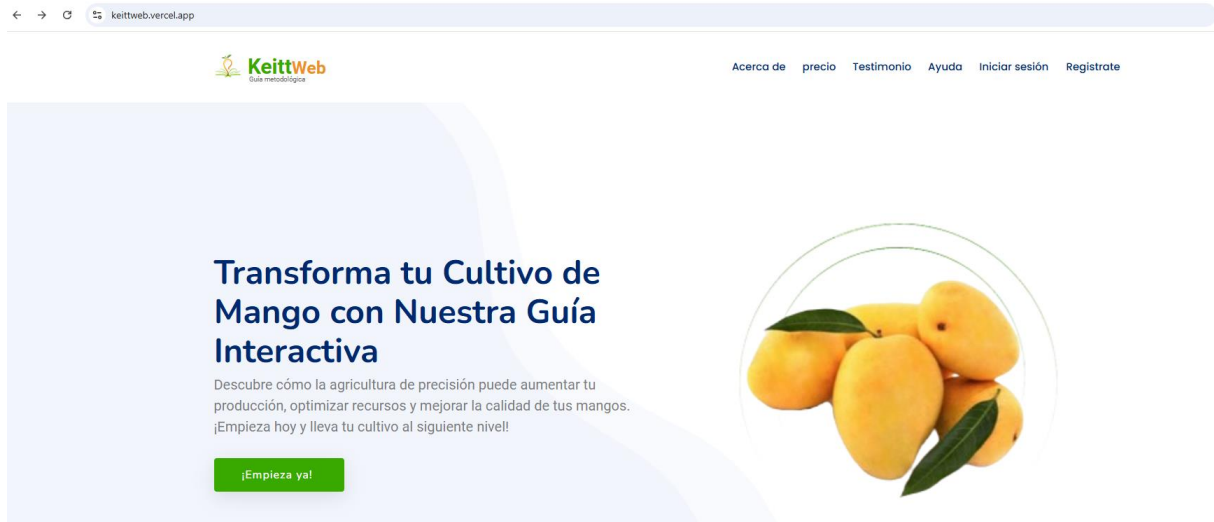 keittweb.vercel.app
KeittWeb
Guía metodológica
Acerca de precio Testimonio Ayuda Iniciar sesión Registrate
Transforma tu Cultivo de
Mango con Nuestra Guía
Interactiva
Descubre cómo la agricultura de precisión puede aumentar tu
producción, optimizar recursos y mejorar la calidad de tus mangos.
¡Empieza hoy y lleva tu cultivo al siguiente nivel!
¡Empieza ya!